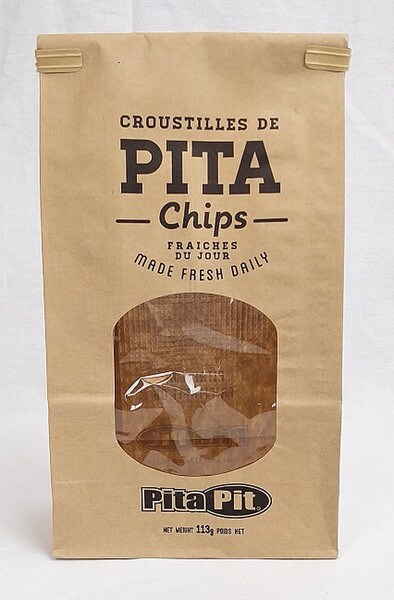 CROUSTILLES DE
PITA
Chips
FRAICHES
DU JOUR
MADE FRESH DAILY
Pita Pit
NET WEIGHT 113g POIDS NET